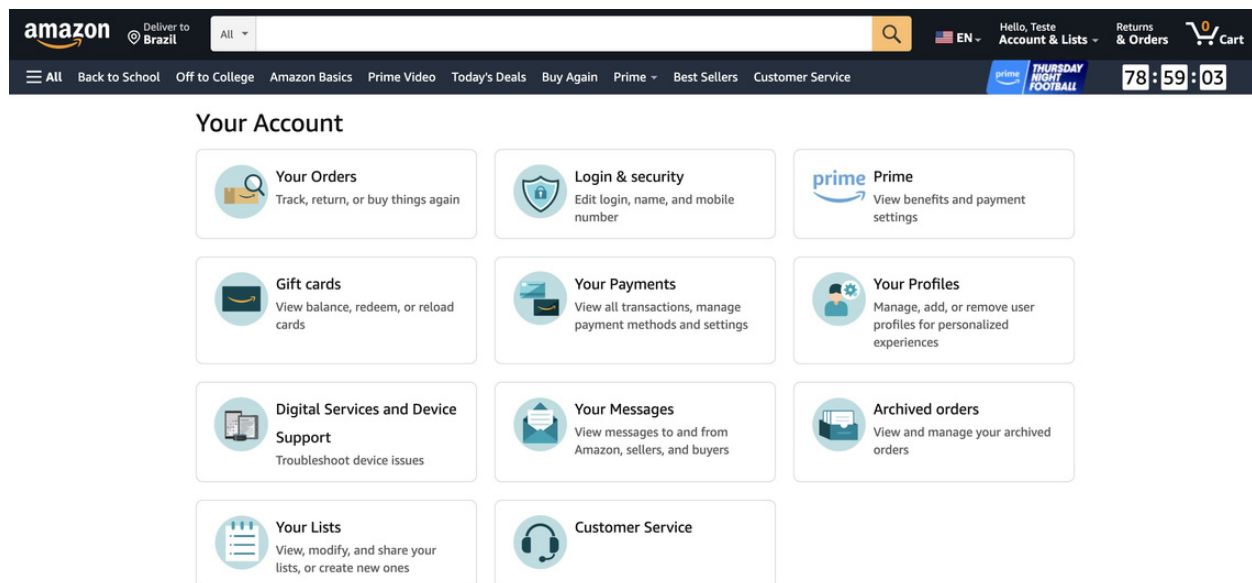 amazon
Deliver to
Brazil
All
EN
Hello, Teste
Account & Lists
Returns
& Orders
0
Cart
All
Back to School
Off to College
Amazon Basics
Prime Video
Today's Deals
Buy Again
Prime
Best Sellers
Customer Service
prime
THURSDAY
NIGHT
FOOTBALL
78 : 59 : 03
Your Account
Your Orders
Track, return, or buy things again
Login & security
Edit login, name, and mobile
number
prime
Prime
View benefits and payment
settings
Gift cards
View balance, redeem, or reload
cards
Your Payments
View all transactions, manage
payment methods and settings
Your Profiles
Manage, add, or remove user
profiles for personalized
experiences
Digital Services and Device
Support
Troubleshoot device issues
Your Messages
View messages to and from
Amazon, sellers, and buyers
Archived orders
View and manage your archived
orders
Your Lists
View, modify, and share your
lists, or create new ones
Customer Service